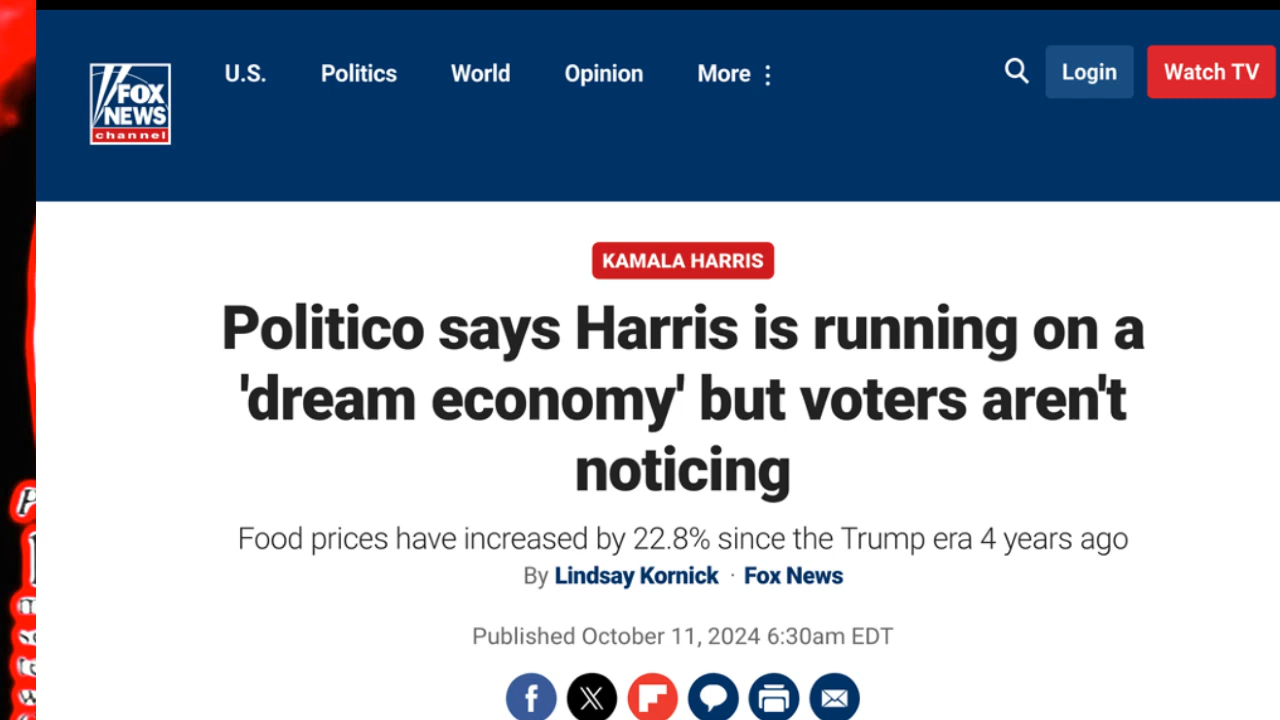 FOX
NEWS
channel
U.S. Politics World Opinion More
Login
Watch TV
KAMALA HARRIS
Politico says Harris is running on a
'dream economy' but voters aren't
noticing
Food prices have increased by 22.8% since the Trump era 4 years ago
By Lindsay Kornick · Fox News
Published October 11, 2024 6:30am EDT